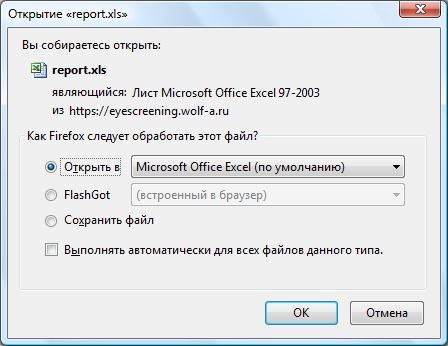 Открытие «report.xls»
Вы собираетесь открыть:
report.xls
являющийся: Лист Microsoft Office Excel 97-2003
из https://eyescreening.wolf-a.ru
Как Firefox следует обработать этот файл?
Открыть в Microsoft Office Excel (по умолчанию)
FlashGot (встроенный в браузер)
Сохранить файл
Выполнять автоматически для всех файлов данного типа.
OK Отмена